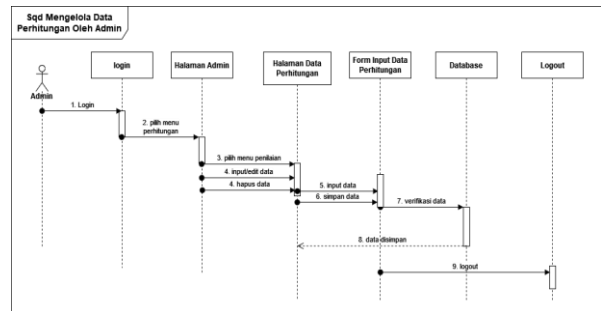 Sqd Mengelola Data
Perhitungan Oleh Admin
login
Halaman Admin
Halaman Data
Perhitungan
Form Input Data
Perhitungan
Database
Logout
Admin
1. Login
2. pilih menu
perhitungan
3. pilih menu penilaian
4. input/edit data
4. hapus data
5. input data
6. simpan data
7. verifikasi data
8. data disimpan
9. logout